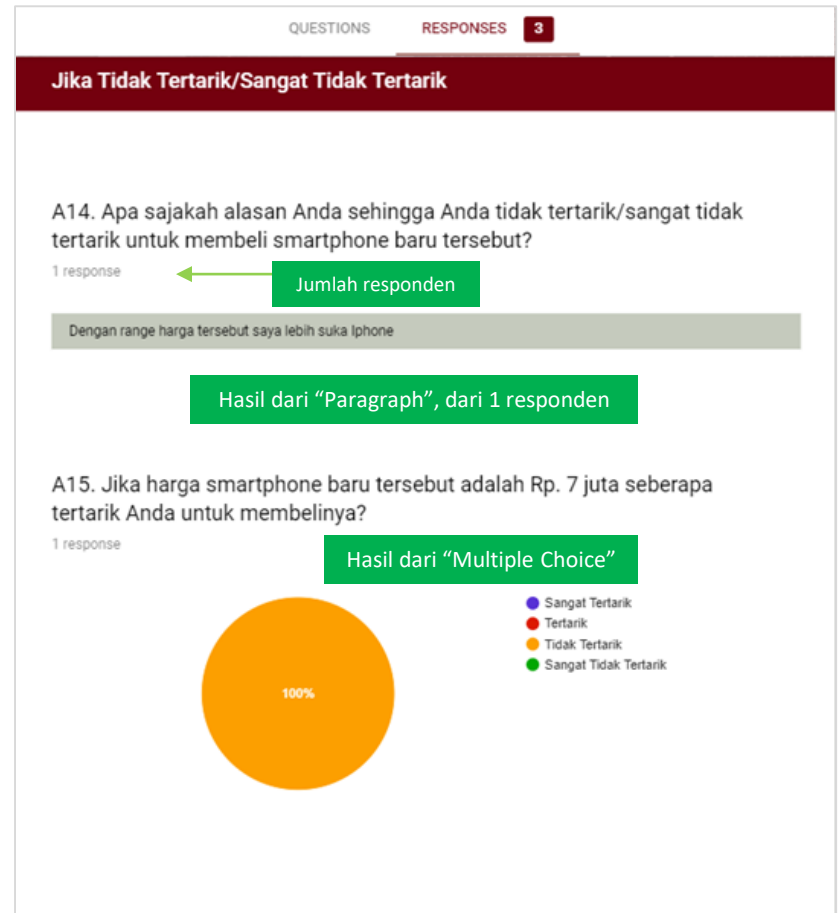 QUESTIONS RESPONSES 3
Jika Tidak Tertarik/Sangat Tidak Tertarik
A14. Apa sajakah alasan Anda sehingga Anda tidak tertarik/sangat tidak
tertarik untuk membeli smartphone baru tersebut?
1 response
Jumlah responden
Dengan range harga tersebut saya lebih suka Iphone
Hasil dari “Paragraph”, dari 1 responden
A15. Jika harga smartphone baru tersebut adalah Rp. 7 juta seberapa
tertarik Anda untuk membelinya?
1 response
Hasil dari “Multiple Choice”
Sangat Tertarik
Tertarik
Tidak Tertarik
Sangat Tidak Tertarik
100%